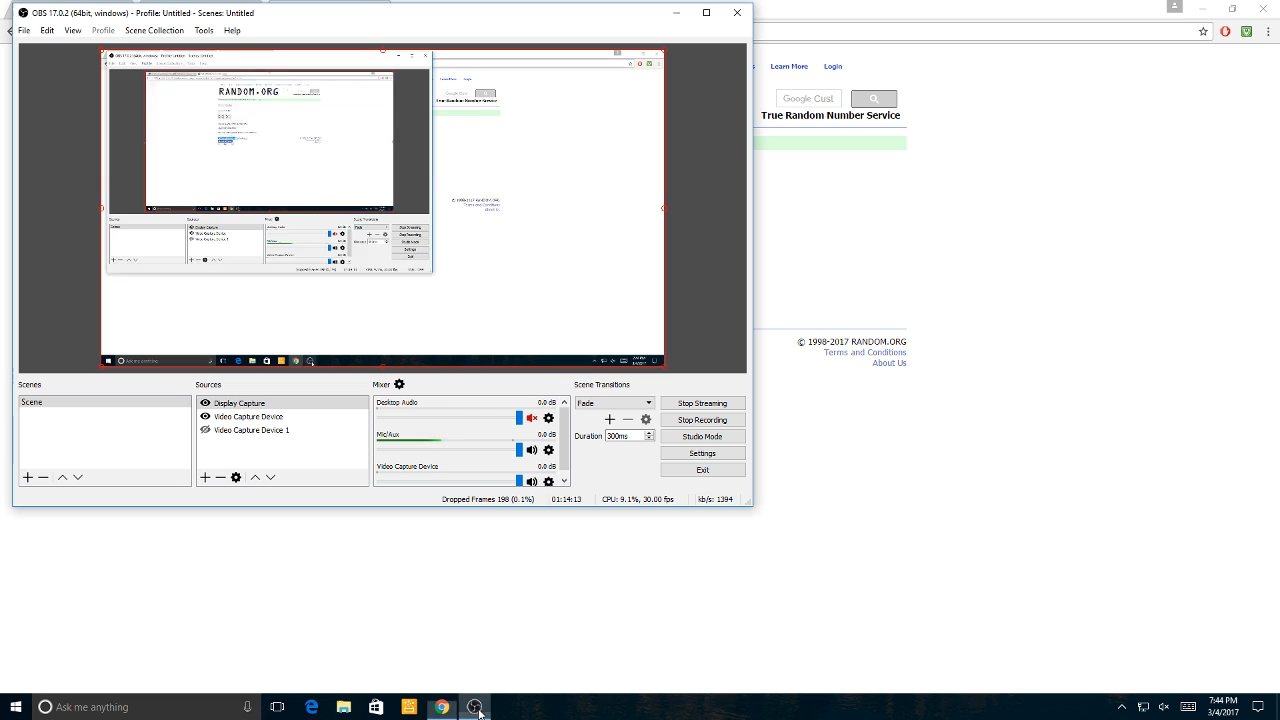 OBS 17.0.2 (64bit, windows) - Profile: Untitled - Scenes: Untitled
File Edit View Profile Scene Collection Tools Help
Learn More Login
Google Cust
True Random Number Service
RANDOM.ORG
© 1998-2017 RANDOM.ORG
Terms and Conditions
About Us
Scenes
Scene
Sources
Display Capture
Video Capture Device
Video Capture Device 1
Mixer
Desktop Audio 0.0 dB
Mic/Aux 0.0 dB
Video Capture Device 0.0 dB
Scene Transitions
Fade
Duration 300ms
Stop Streaming
Stop Recording
Studio Mode
Settings
Exit
Dropped Frames 198 (0.1%) 01:14:13 CPU: 9.1%, 30.00 fps kb/s: 1394
Ask me anything
7:44 PM
3/4/2017